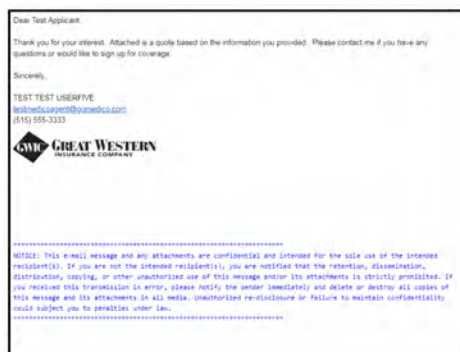 Dear Test Applicant:
Thank you for your interest. Attached is a quote based on the information you provided. Please contact me if you have any
questions or would like to sign up for coverage.
Sincerely,
TEST TEST USERFIVE
testmedicoagent@gomedico.com
(515) 555-3333
GWIC GREAT WESTERN
INSURANCE COMPANY
NOTICE: This e-mail message and any attachments are confidential and intended for the sole use of the intended
recipient(s). If you are not the intended recipient(s), you are notified that the retention, dissemination,
distribution, copying, or other unauthorized use of this message and/or its attachments is strictly prohibited. If
you received this transmission in error, please notify the sender immediately and delete or destroy all copies of
this message and its attachments in all media. Unauthorized re-disclosure or failure to maintain confidentiality
could subject you to penalties under law.